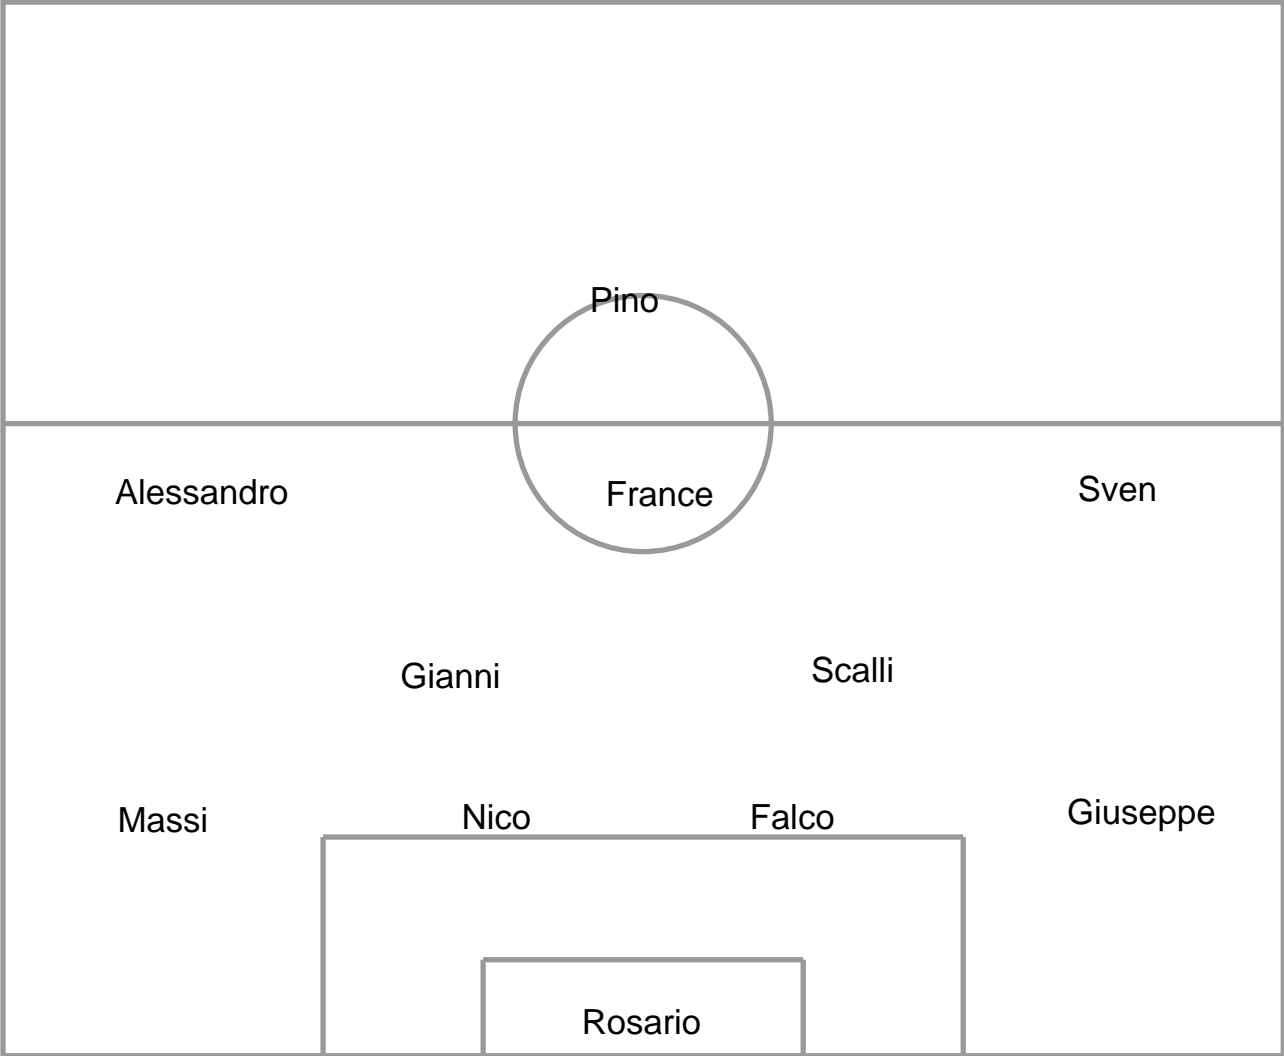 Pino
Alessandro France Sven
Gianni Scalli
Massi Nico Falco Giuseppe
Rosario